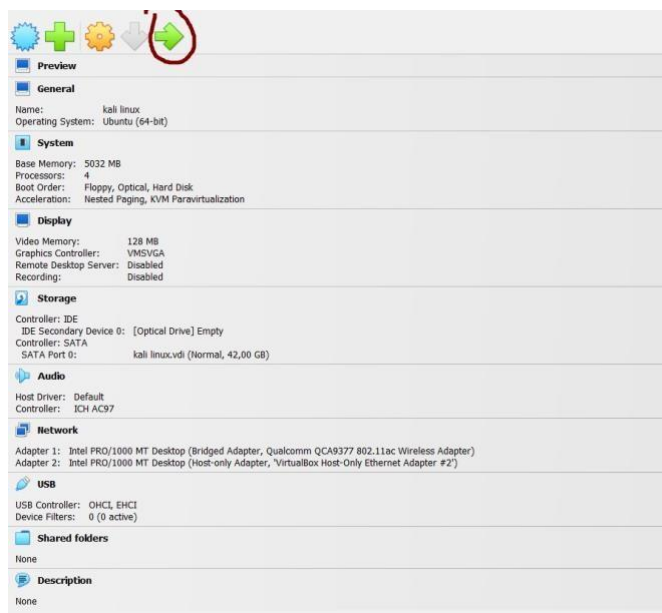 Preview
General
Name: kali linux
Operating System: Ubuntu (64-bit)
System
Base Memory: 5032 MB
Processors: 4
Boot Order: Floppy, Optical, Hard Disk
Acceleration: Nested Paging, KVM Paravirtualization
Display
Video Memory: 128 MB
Graphics Controller: VMSVGA
Remote Desktop Server: Disabled
Recording: Disabled
Storage
Controller: IDE
IDE Secondary Device 0: [Optical Drive] Empty
Controller: SATA
SATA Port 0: kali linux.vdi (Normal, 42,00 GB)
Audio
Host Driver: Default
Controller: ICH AC97
Network
Adapter 1: Intel PRO/1000 MT Desktop (Bridged Adapter, Qualcomm QCA9377 802.11ac Wireless Adapter)
Adapter 2: Intel PRO/1000 MT Desktop (Host-only Adapter, 'VirtualBox Host-Only Ethernet Adapter #2')
USB
USB Controller: OHCI, EHCI
Device Filters: 0 (0 active)
Shared folders
None
Description
None